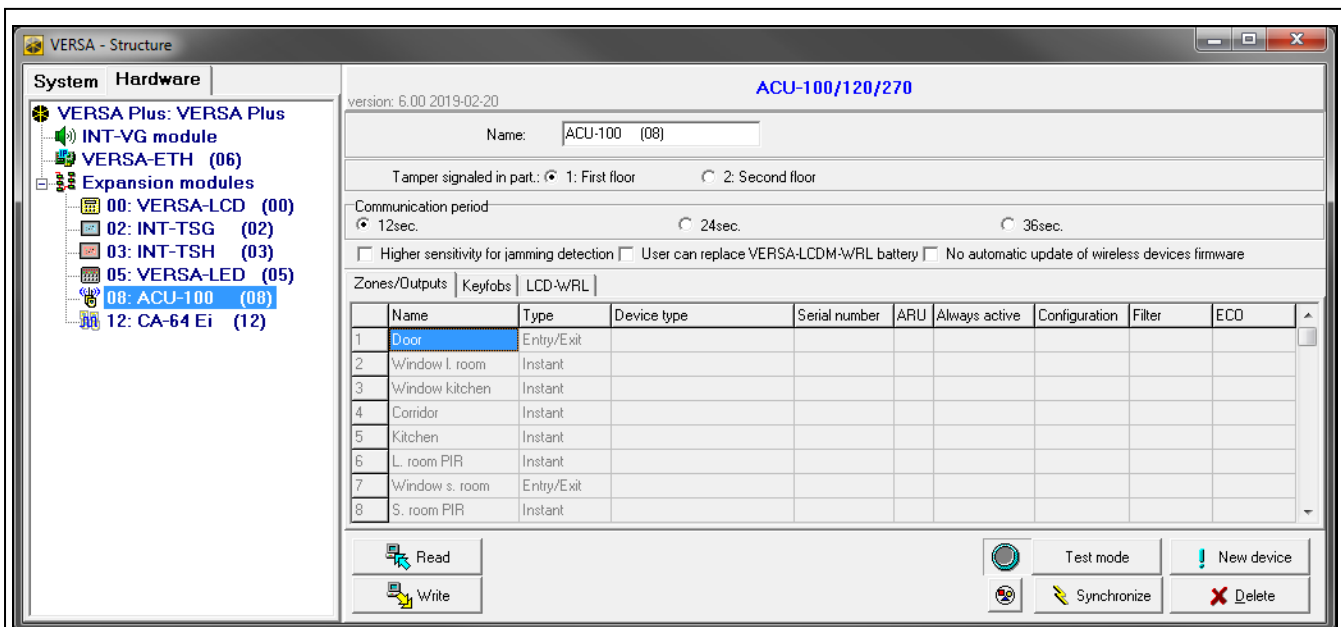 VERSA - Structure
System Hardware
VERSA Plus: VERSA Plus
INT-VG module
VERSA-ETH (06)
Expansion modules
00: VERSA-LCD (00)
02: INT-TSG (02)
03: INT-TSH (03)
05: VERSA-LED (05)
08: ACU-100 (08)
12: CA-64 Ei (12)
ACU-100/120/270
version: 6.00 2019-02-20
Name: ACU-100 (08)
Tamper signaled in part.: 1: First floor 2: Second floor
Communication period
12sec. 24sec. 36sec.
Higher sensitivity for jamming detection User can replace VERSA-LCDM-WRL battery No automatic update of wireless devices firmware
Zones/Outputs Keyfobs LCD-WRL
Name Type Device type Serial number ARU Always active Configuration Filter ECO
1 Door Entry/Exit
2 Window l. room Instant
3 Window kitchen Instant
4 Corridor Instant
5 Kitchen Instant
6 L. room PIR Instant
7 Window s. room Entry/Exit
8 S. room PIR Instant
Read Test mode New device
Write Synchronize Delete